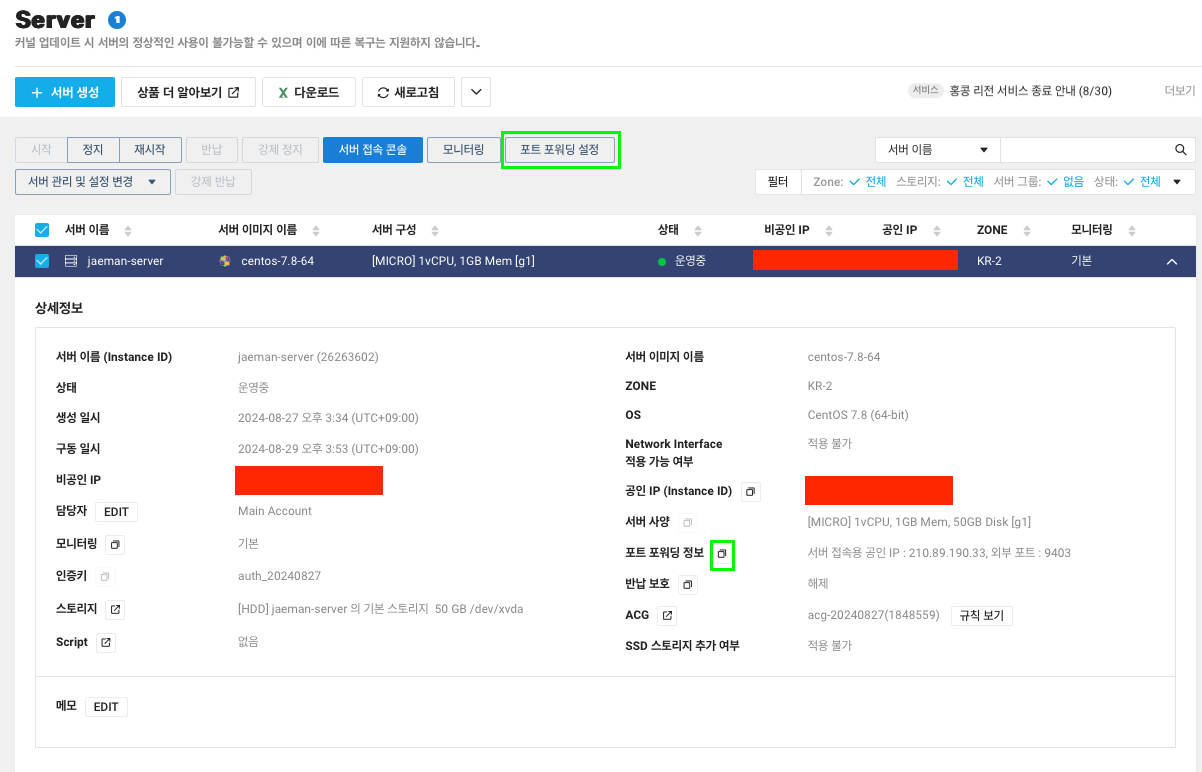 Server 1
커널 업데이트 시 서버의 정상적인 사용이 불가능할 수 있으며 이에 따른 복구는 지원하지 않습니다.
+ 서버 생성 상품 더 알아보기 X 다운로드 새로고침 서비스 홍콩 리전 서비스 종료 안내 (8/30) 더보기
시작 정지 재시작 반납 강제 정지 서버 접속 콘솔 모니터링 포트 포워딩 설정 서버 이름
서버 관리 및 설정 변경 강제 반납 필터 Zone: 전체 스토리지: 전체 서버 그룹: 없음 상태: 전체
서버 이름 서버 이미지 이름 서버 구성 상태 비공인 IP 공인 IP ZONE 모니터링
jaeman-server centos-7.8-64 [MICRO] 1vCPU, 1GB Mem [g1] 운영중 KR-2 기본
상세정보
서버 이름 (Instance ID) jaeman-server (26263602)
상태 운영중
생성 일시 2024-08-27 오후 3:34 (UTC+09:00)
구동 일시 2024-08-29 오후 3:53 (UTC+09:00)
비공인 IP
담당자 EDIT Main Account
모니터링 기본
인증키 auth_20240827
스토리지 [HDD] jaeman-server 의 기본 스토리지 50 GB /dev/xvda
Script 없음
서버 이미지 이름 centos-7.8-64
ZONE KR-2
OS CentOS 7.8 (64-bit)
Network Interface 적용 불가
적용 가능 여부
공인 IP (Instance ID)
서버 사양 [MICRO] 1vCPU, 1GB Mem, 50GB Disk [g1]
포트 포워딩 정보 서버 접속용 공인 IP : 210.89.190.33, 외부 포트 : 9403
반납 보호 해제
ACG acg-20240827(1848559) 규칙 보기
SSD 스토리지 추가 여부 적용 불가
메모 EDIT